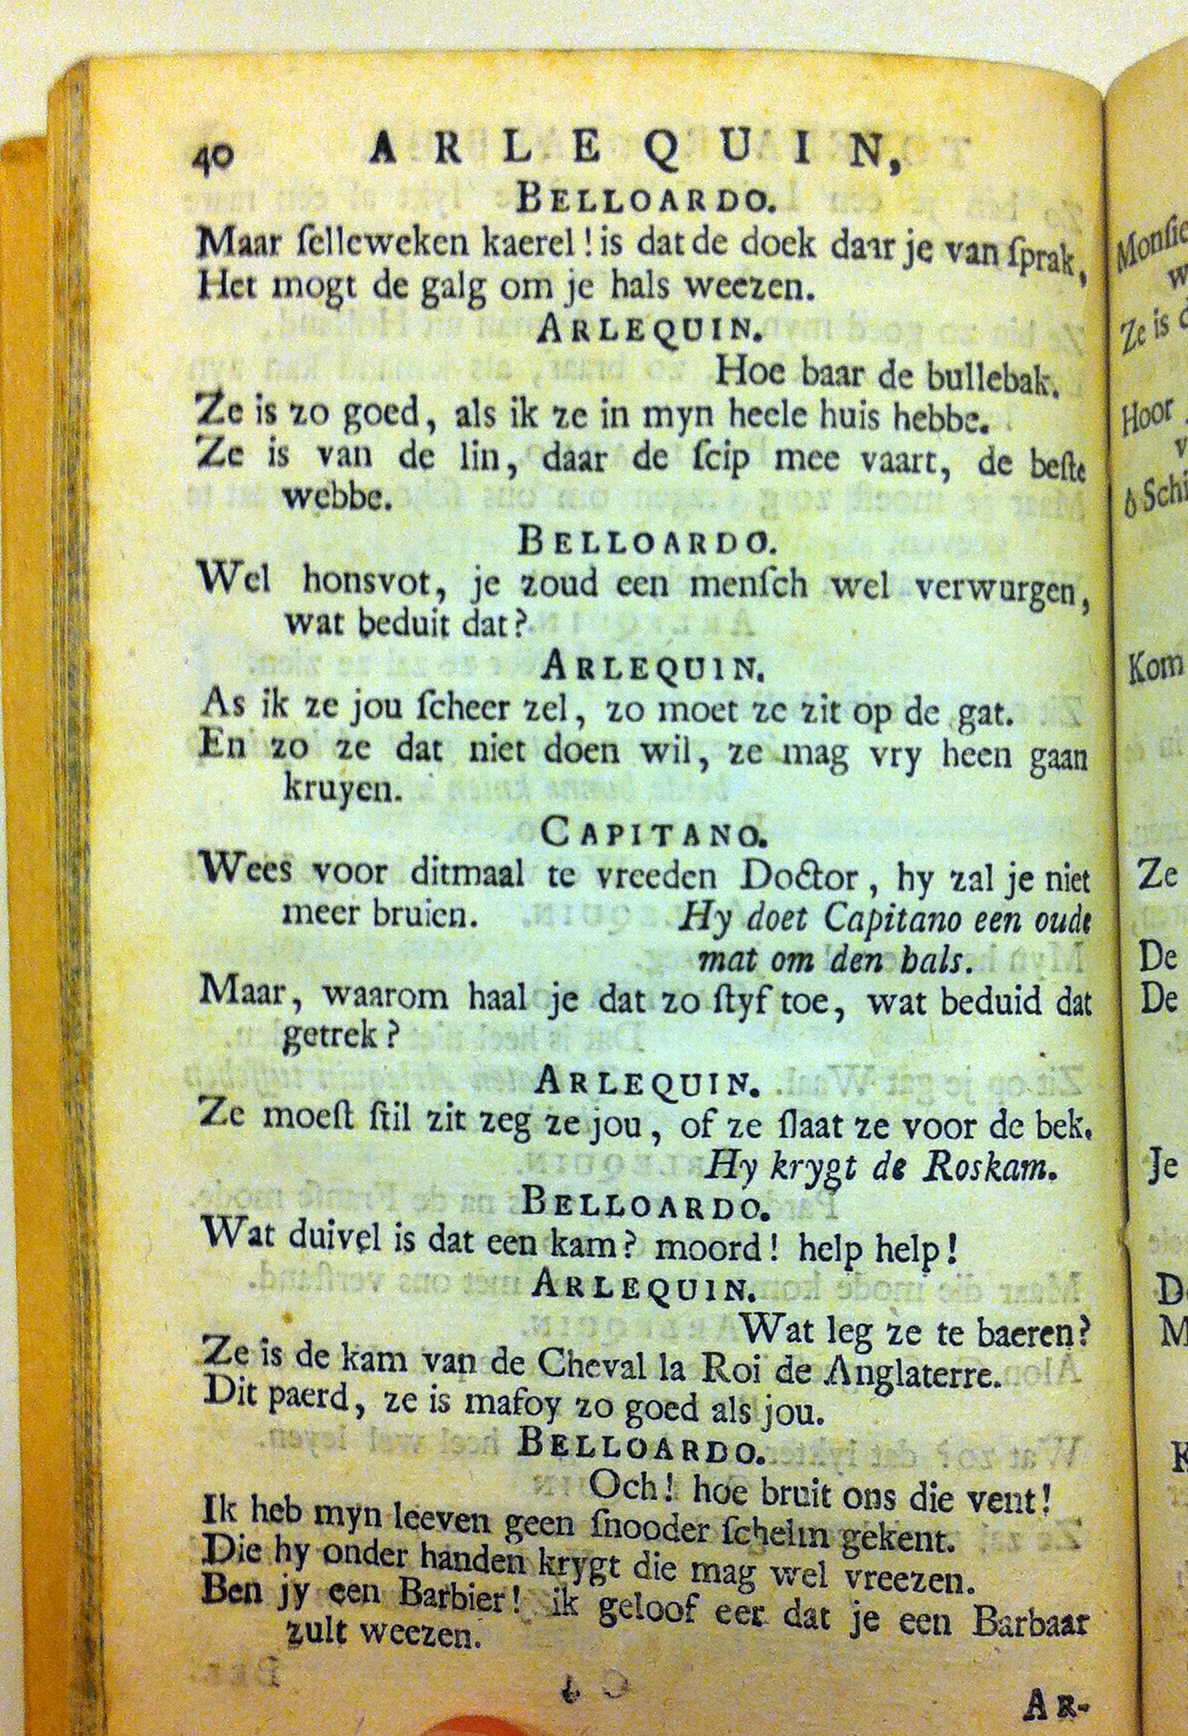 40 ARLEQUIN,
BELLOARDO.
Maar ſelleweken kaerel! is dat de doek daar je van ſprak,
Het mogt de galg om je hals weezen.
ARLEQUIN.
Hoe baar de bullebak.
Ze is zo goed, als ik ze in myn heele huis hebbe.
Ze is van de lin, daar de ſcip mee vaart, de beſte
webbe.
BELLOARDO.
Wel honsvot, je zoud een menſch wel verwurgen,
wat beduit dat?
ARLEQUIN.
As ik ze jou ſcheer zel, zo moet ze zit op de gat.
En zo ze dat niet doen wil, ze mag vry heen gaan
kruyen.
CAPITANO.
Wees voor ditmaal te vreeden Doctor, hy zal je niet
meer bruien. Hy doet Capitano een oude
mat om den hals.
Maar, waarom haal je dat zo ſtyf toe, wat beduid dat
getrek?
ARLEQUIN.
Ze moeſt ſtil zit zeg ze jou, of ze ſlaat ze voor de bek.
Hy krygt de Roskam.
BELLOARDO.
Wat duivel is dat een kam? moord! help help!
ARLEQUIN.
Wat leg ze te baeren?
Ze is de kam van de Cheval la Roi de Anglaterre.
Dit paerd, ze is mafoy zo goed als jou.
BELLOARDO.
Och! hoe bruit ons die vent!
Ik heb myn leeven geen ſnooder ſchelm gekent.
Die hy onder handen krygt die mag wel vreezen.
Ben jy een Barbier! ik geloof eer dat je een Barbaar
zult weezen.
AR-
Monſie
Ze is d
Hoor
ô Schi
Kom
Ze
De
De
Je